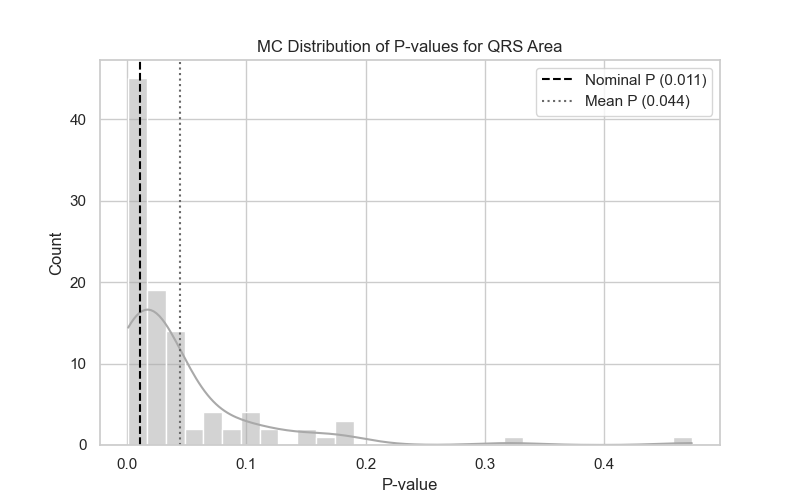 MC Distribution of P-values for QRS Area
Nominal P (0.011)
Mean P (0.044)
Count
40
30
20
10
0
0.0 0.1 0.2 0.3 0.4
P-value